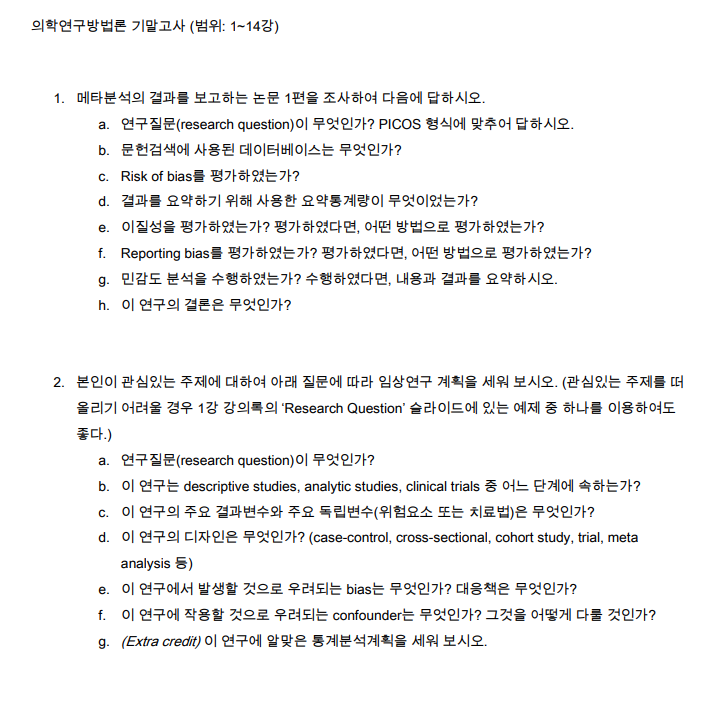 의학연구방법론 기말고사 (범위: 1~14강)
1. 메타분석의 결과를 보고하는 논문 1편을 조사하여 다음에 답하시오.
a. 연구질문(research question)이 무엇인가? PICOS 형식에 맞추어 답하시오.
b. 문헌검색에 사용된 데이터베이스는 무엇인가?
c. Risk of bias를 평가하였는가?
d. 결과를 요약하기 위해 사용한 요약통계량이 무엇이었는가?
e. 이질성을 평가하였는가? 평가하였다면, 어떤 방법으로 평가하였는가?
f. Reporting bias를 평가하였는가? 평가하였다면, 어떤 방법으로 평가하였는가?
g. 민감도 분석을 수행하였는가? 수행하였다면, 내용과 결과를 요약하시오.
h. 이 연구의 결론은 무엇인가?
2. 본인이 관심있는 주제에 대하여 아래 질문에 따라 임상연구 계획을 세워 보시오. (관심있는 주제를 떠
올리기 어려울 경우 1강 강의록의 ‘Research Question’ 슬라이드에 있는 예제 중 하나를 이용하여도
좋다.)
a. 연구질문(research question)이 무엇인가?
b. 이 연구는 descriptive studies, analytic studies, clinical trials 중 어느 단계에 속하는가?
c. 이 연구의 주요 결과변수와 주요 독립변수(위험요소 또는 치료법)은 무엇인가?
d. 이 연구의 디자인은 무엇인가? (case-control, cross-sectional, cohort study, trial, meta
analysis 등)
e. 이 연구에서 발생할 것으로 우려되는 bias는 무엇인가? 대응책은 무엇인가?
f. 이 연구에 작용할 것으로 우려되는 confounder는 무엇인가? 그것을 어떻게 다룰 것인가?
g. (Extra credit) 이 연구에 알맞은 통계분석계획을 세워 보시오.